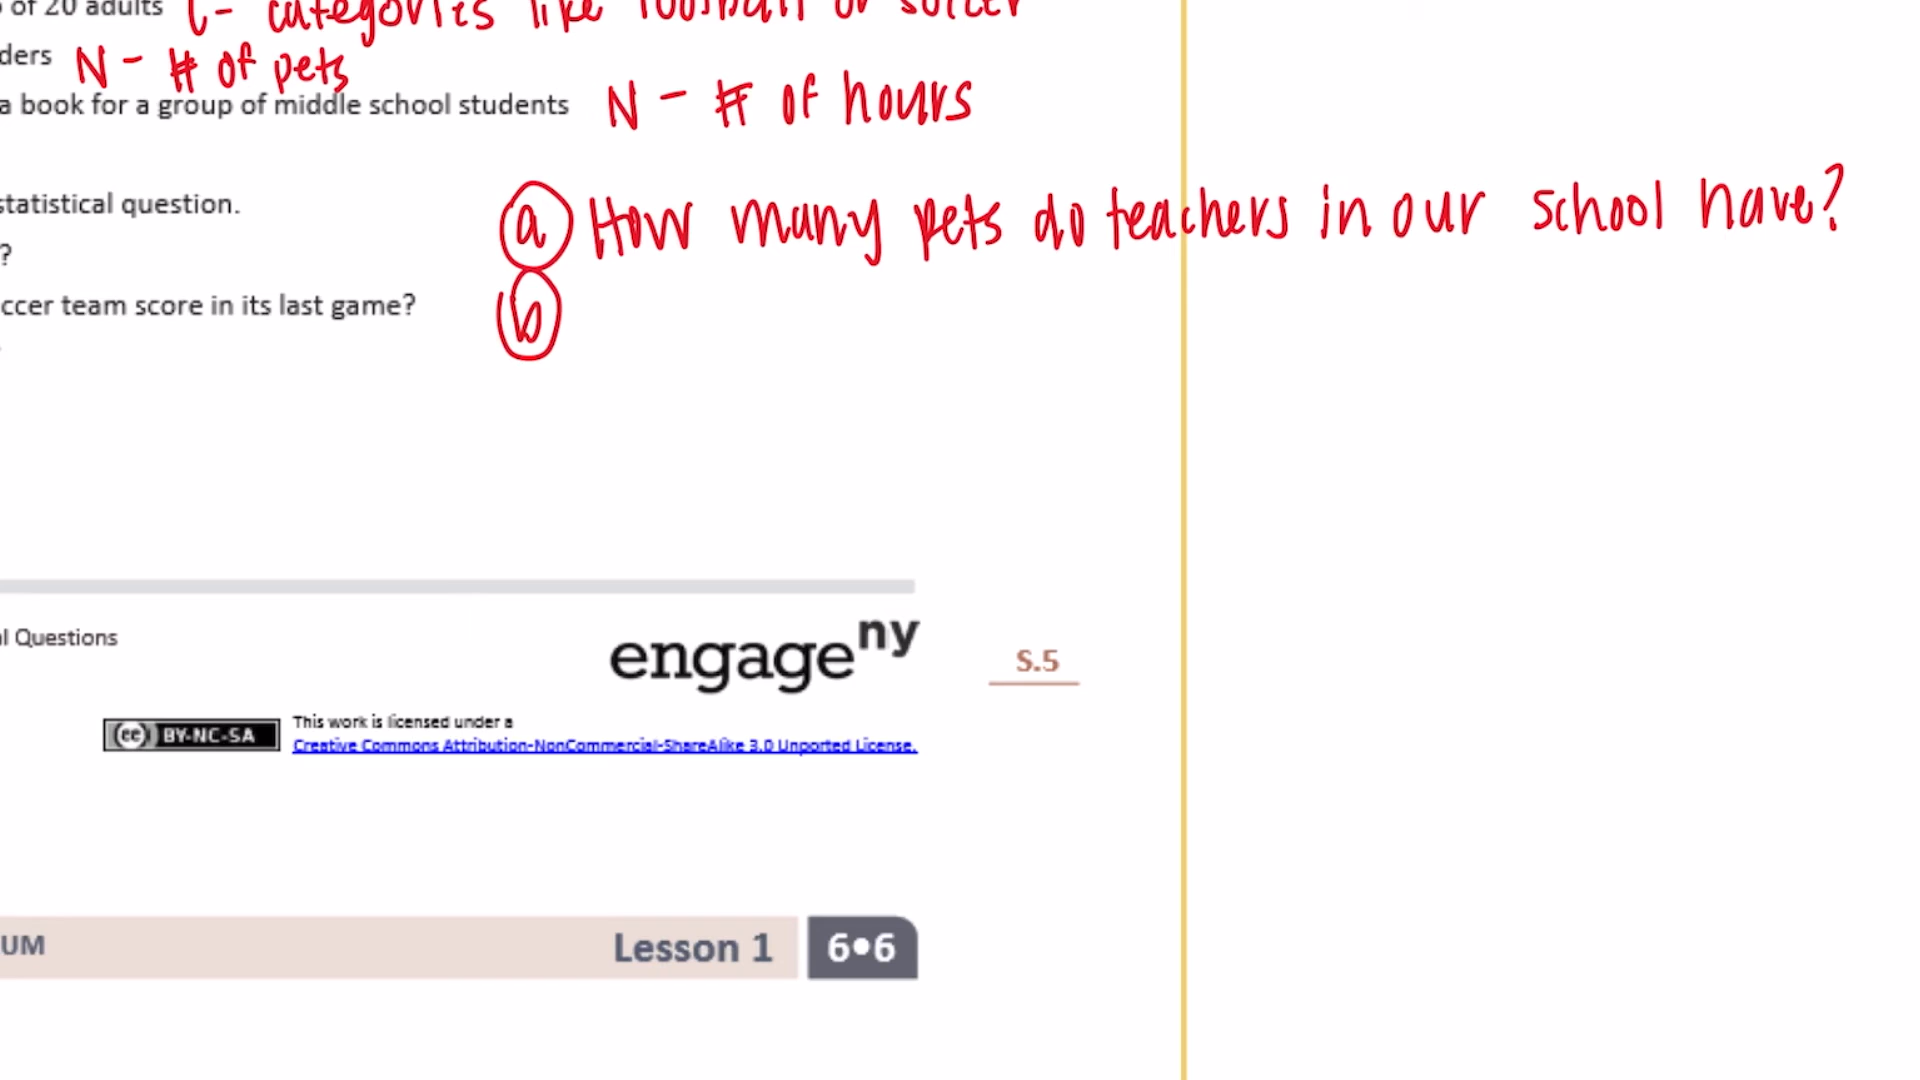 of 20 adults C - categories like football or soccer
ders N - # of pets
a book for a group of middle school students N - # of hours
statistical question. a How many pets do teachers in our school have?
?
ccer team score in its last game? b
al Questions
engage ny
S.5
cc BY-NC-SA This work is licensed under a
Creative Commons Attribution-NonCommercial-ShareAlike 3.0 Unported License.
UM Lesson 1 6•6